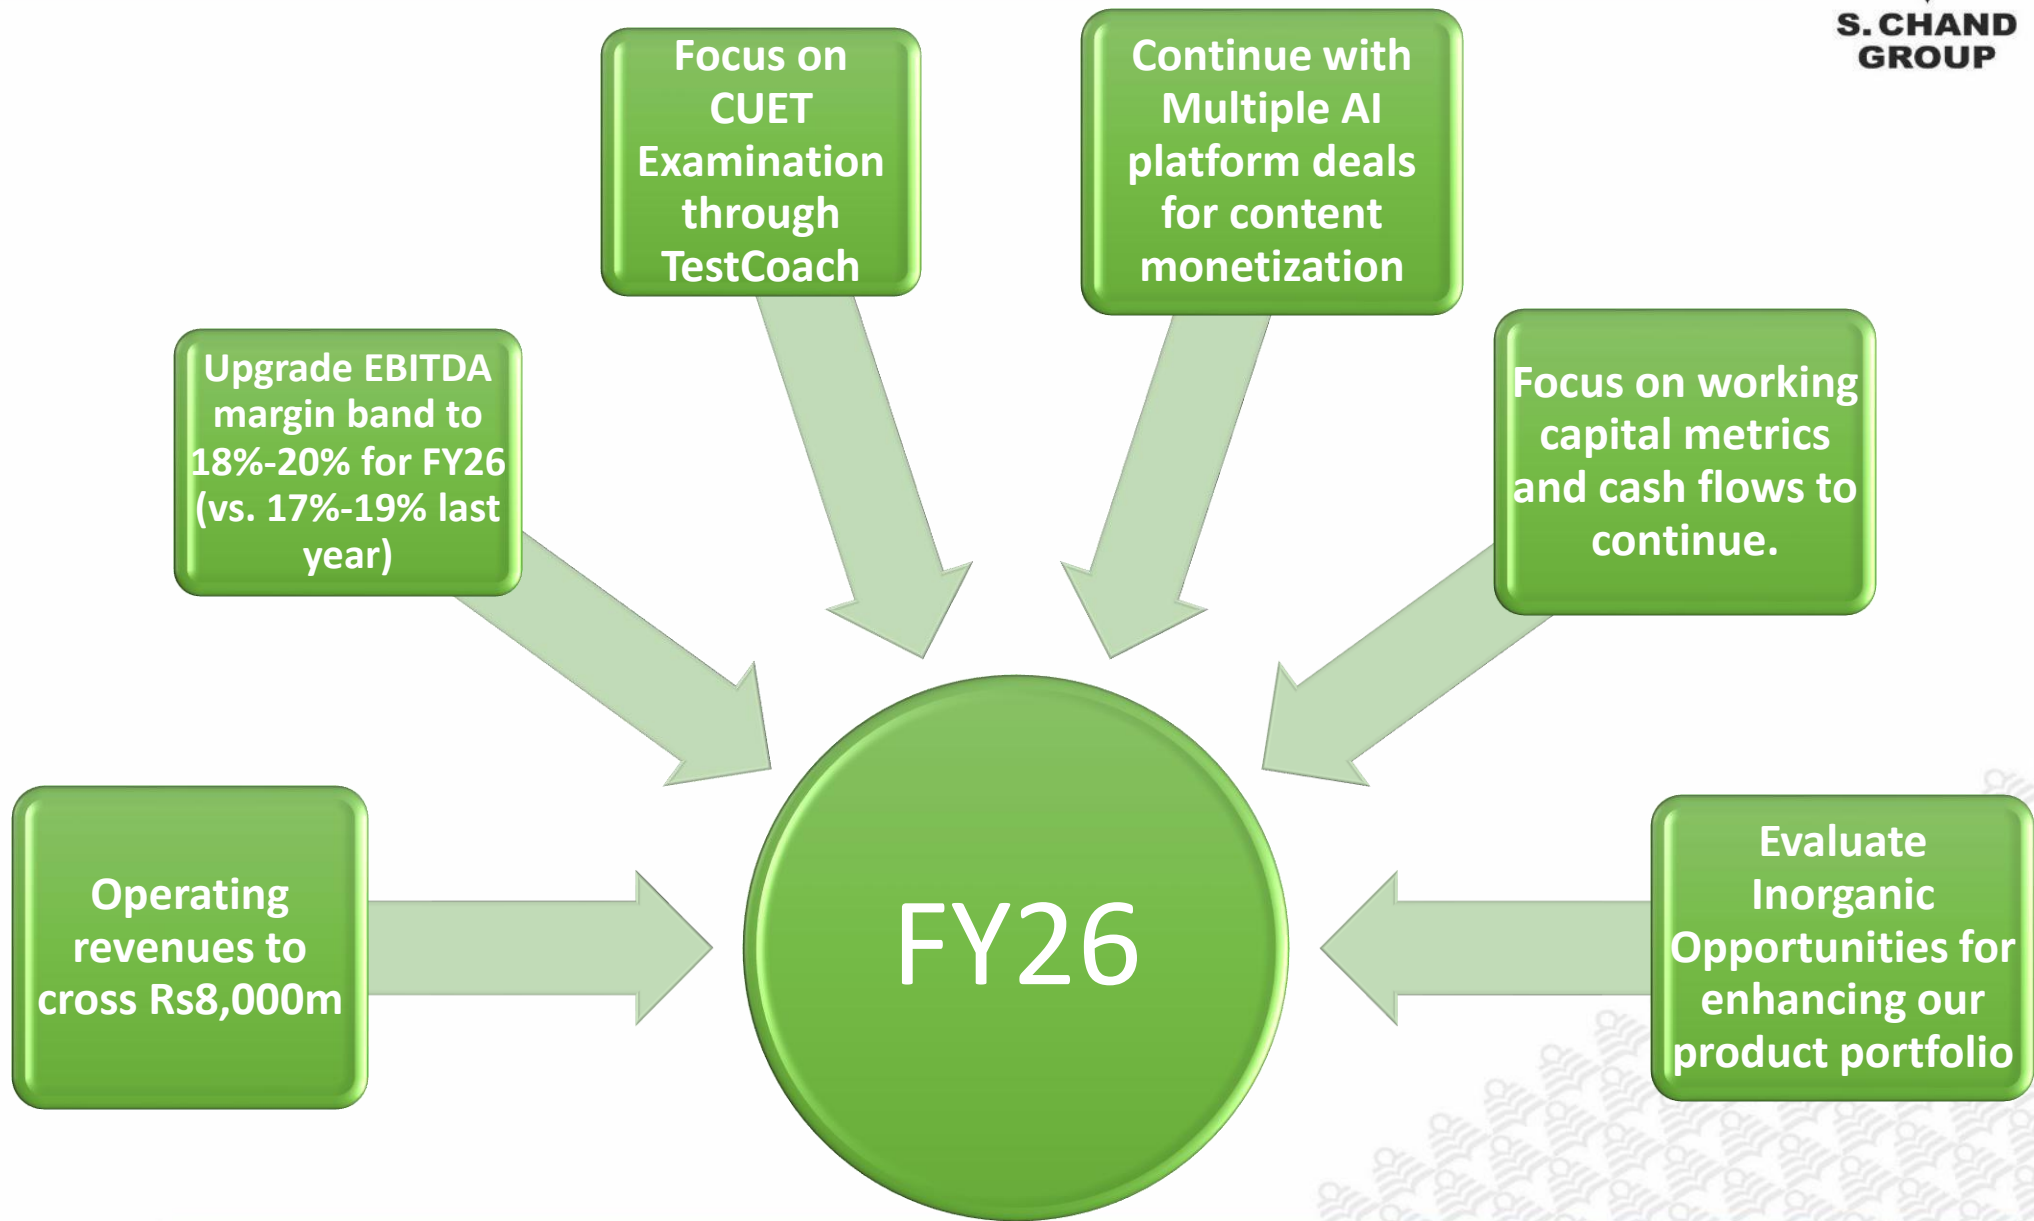 S. CHAND
GROUP
Focus on
CUET
Examination
through
TestCoach
Continue with
Multiple AI
platform deals
for content
monetization
Upgrade EBITDA
margin band to
18%-20% for FY26
(vs. 17%-19% last
year)
Focus on working
capital metrics
and cash flows to
continue.
Operating
revenues to
cross Rs8,000m
FY26
Evaluate
Inorganic
Opportunities for
enhancing our
product portfolio